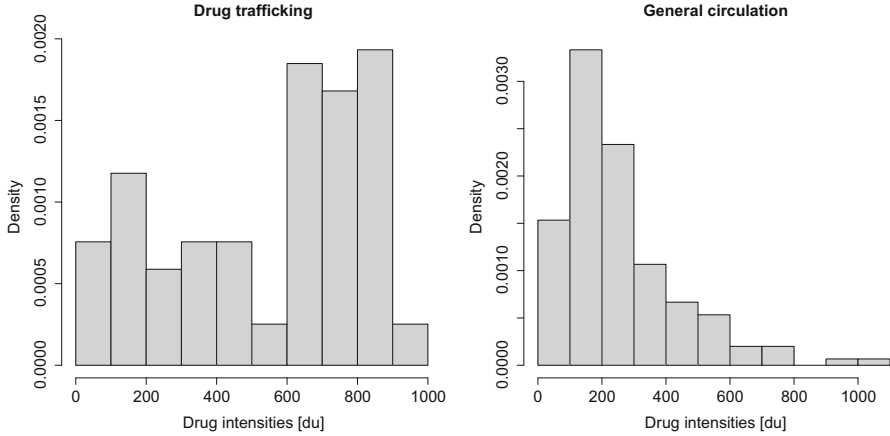 Drug trafficking
Density
0.0000 0.0005 0.0010 0.0015 0.0020
0 200 400 600 800 1000
Drug intensities [du]
General circulation
Density
0.0000 0.0010 0.0020 0.0030
0 200 400 600 800 1000
Drug intensities [du]